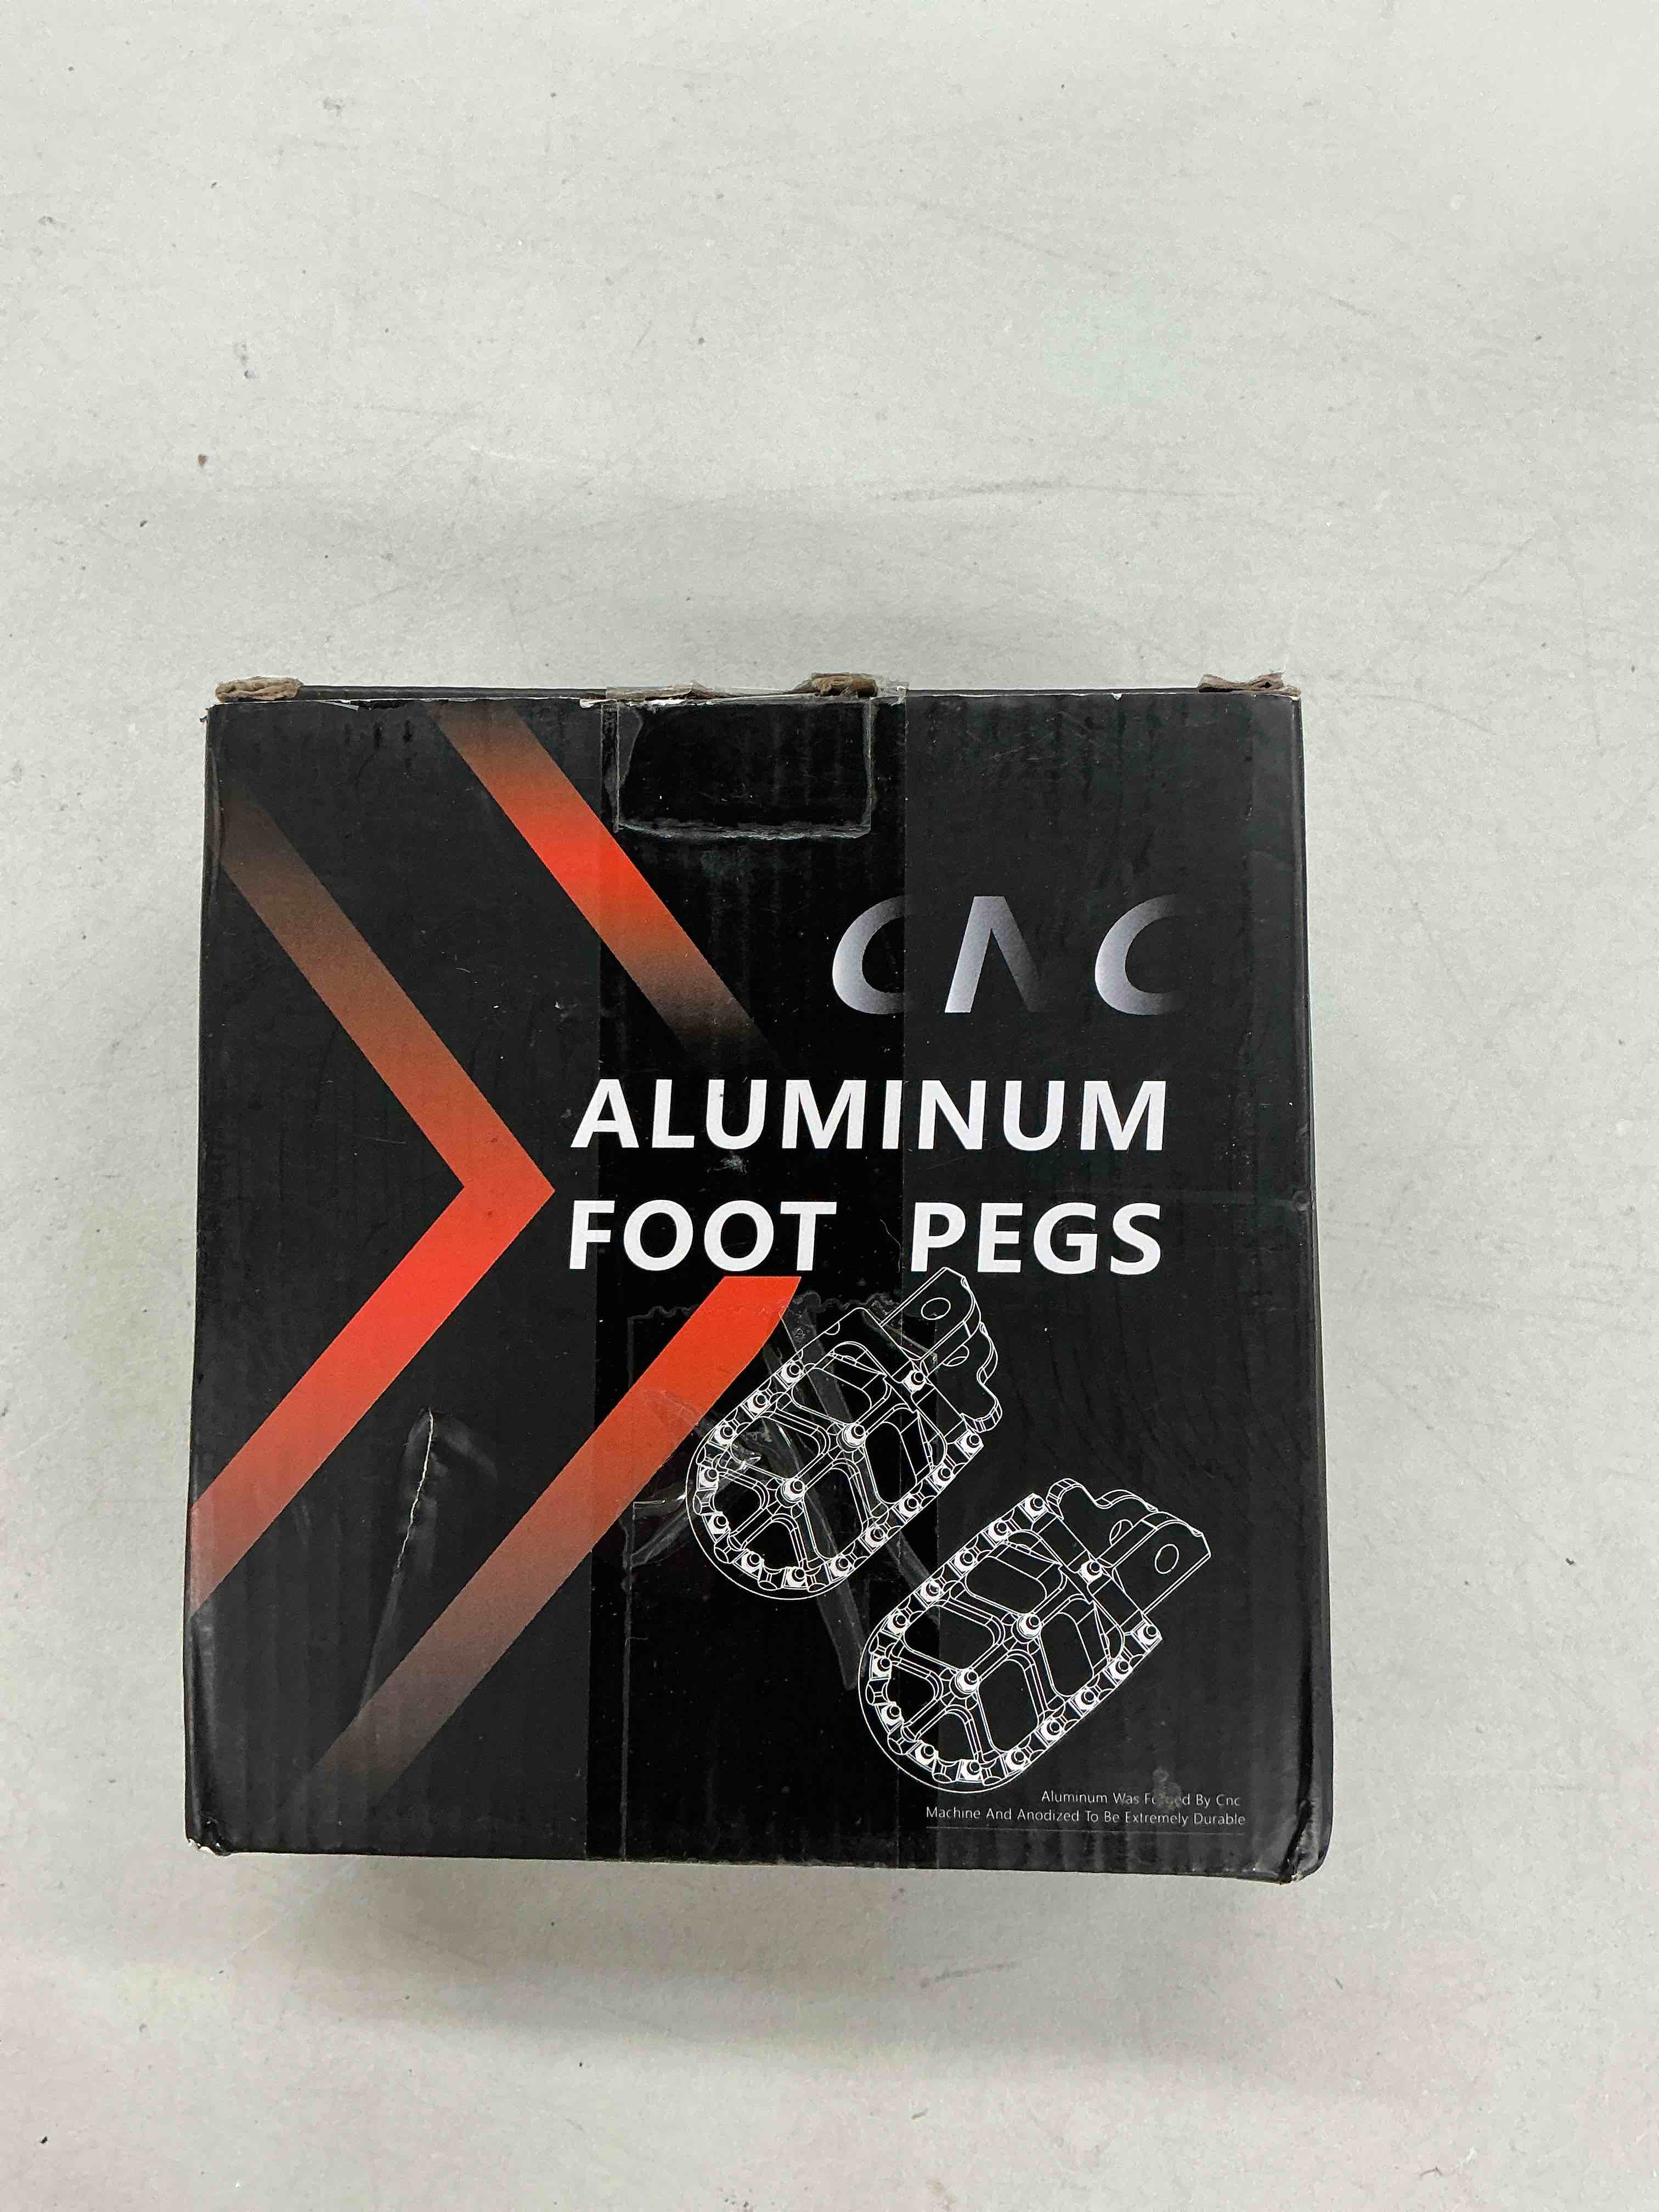 CNC
ALUMINUM
FOOT PEGS
Aluminum Was Forged By Cnc
Machine And Anodized To Be Extremely Durable